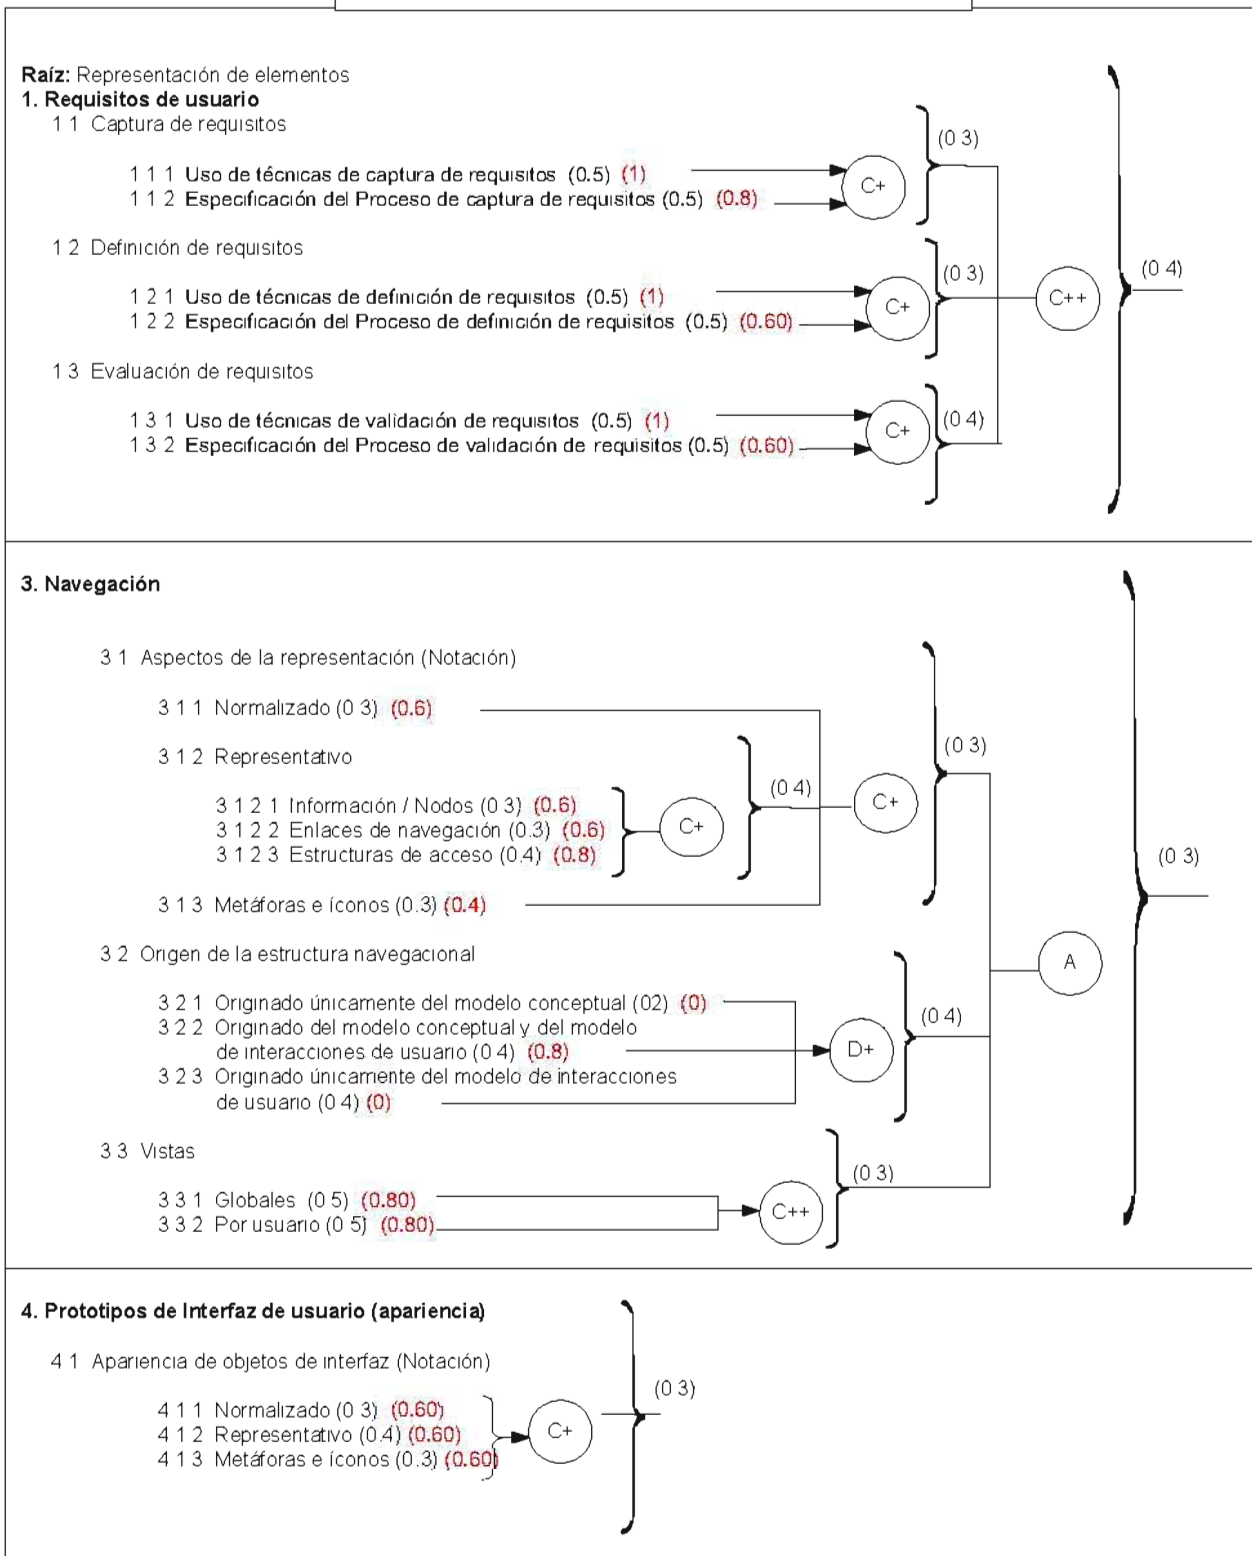 Raíz: Representación de elementos
1. Requisitos de usuario
1 1 Captura de requisitos
(0 3)
1 1 1 Uso de técnicas de captura de requisitos (0.5) (1)
1 1 2 Especificación del Proceso de captura de requisitos (0.5) (0.8)
C+
1 2 Definición de requisitos
(0 3)
(0 4)
1 2 1 Uso de técnicas de definición de requisitos (0.5) (1)
1 2 2 Especificación del Proceso de definición de requisitos (0.5) (0.60)
C+
C++
1 3 Evaluación de requisitos
1 3 1 Uso de técnicas de validación de requisitos (0.5) (1)
1 3 2 Especificación del Proceso de validación de requisitos (0.5) (0.60)
C+
(0 4)
3. Navegación
3 1 Aspectos de la representación (Notación)
3 1 1 Normalizado (0 3) (0.6)
3 1 2 Representativo
(0 3)
(0 4)
C+
3 1 2 1 Información / Nodos (0 3) (0.6)
3 1 2 2 Enlaces de navegación (0.3) (0.6)
3 1 2 3 Estructuras de acceso (0.4) (0.8)
C+
(0 3)
3 1 3 Metáforas e íconos (0.3) (0.4)
3 2 Origen de la estructura navegacional
A
3 2 1 Originado únicamente del modelo conceptual (02) (0)
3 2 2 Originado del modelo conceptual y del modelo
de interacciones de usuario (0 4) (0.8)
3 2 3 Originado únicamente del modelo de interacciones
de usuario (0 4) (0)
D+
(0 4)
3 3 Vistas
(0 3)
3 3 1 Globales (0 5) (0.80)
3 3 2 Por usuario (0 5) (0.80)
C++
4. Prototipos de Interfaz de usuario (apariencia)
4 1 Apariencia de objetos de interfaz (Notación)
(0 3)
4 1 1 Normalizado (0 3) (0.60)
4 1 2 Representativo (0.4) (0.60)
4 1 3 Metáforas e íconos (0.3) (0.60)
C+